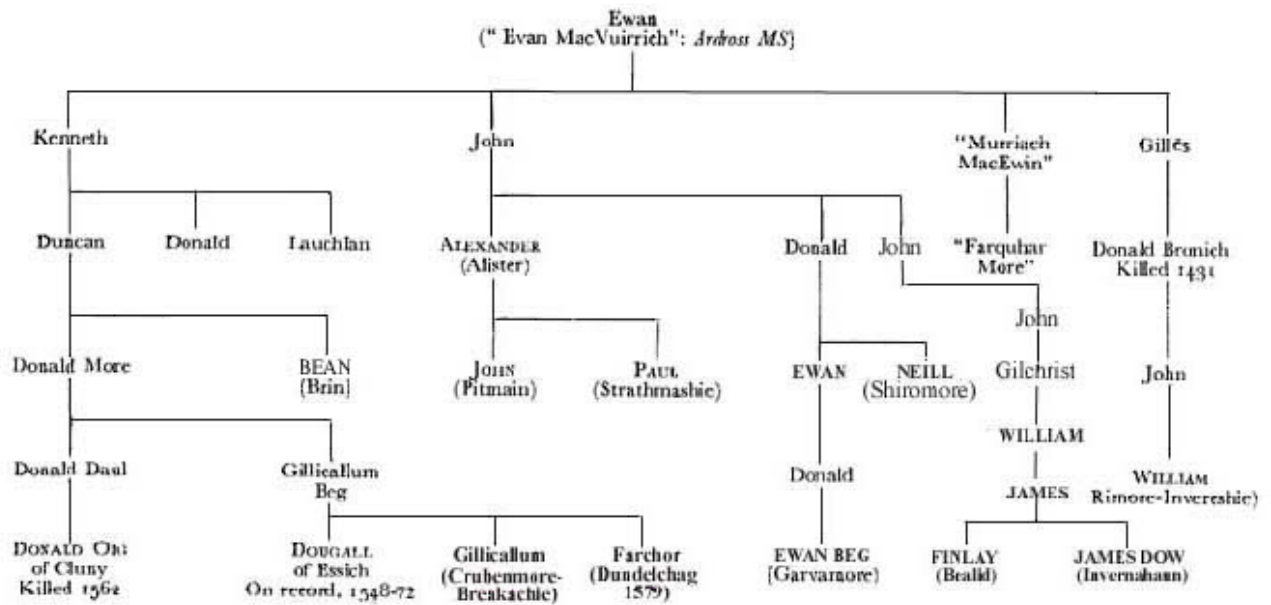 Ewan
(" Evan MacVuirrich": Ardross MS)
Kenneth
John
"Murriach
MacEwin"
Gillēs
Duncan
Donald
Lauchlan
ALEXANDER
(Alister)
Donald
John
"Farquhar
More"
Donald Bronich
Killed 1431
John
Donald More
BEAN
(Brin)
JOHN
(Pitmain)
PAUL
(Strathmashie)
EWAN
NEILL
(Shiromore)
Gilchrist
John
WILLIAM
Donald Daul
Gillicallum
Beg
Donald
JAMES
WILLIAM
Rimore-Invereshie)
DONALD OIG
of Cluny
Killed 1562
DOUGALL
of Essich
On record, 1548-72
Gillicallum
(Crubenmore-
Breakachie)
Farchor
(Dundelchag
1579)
EWAN BEG
(Garvamore)
FINLAY
(Bealid)
JAMES DOW
(Invernahaun)